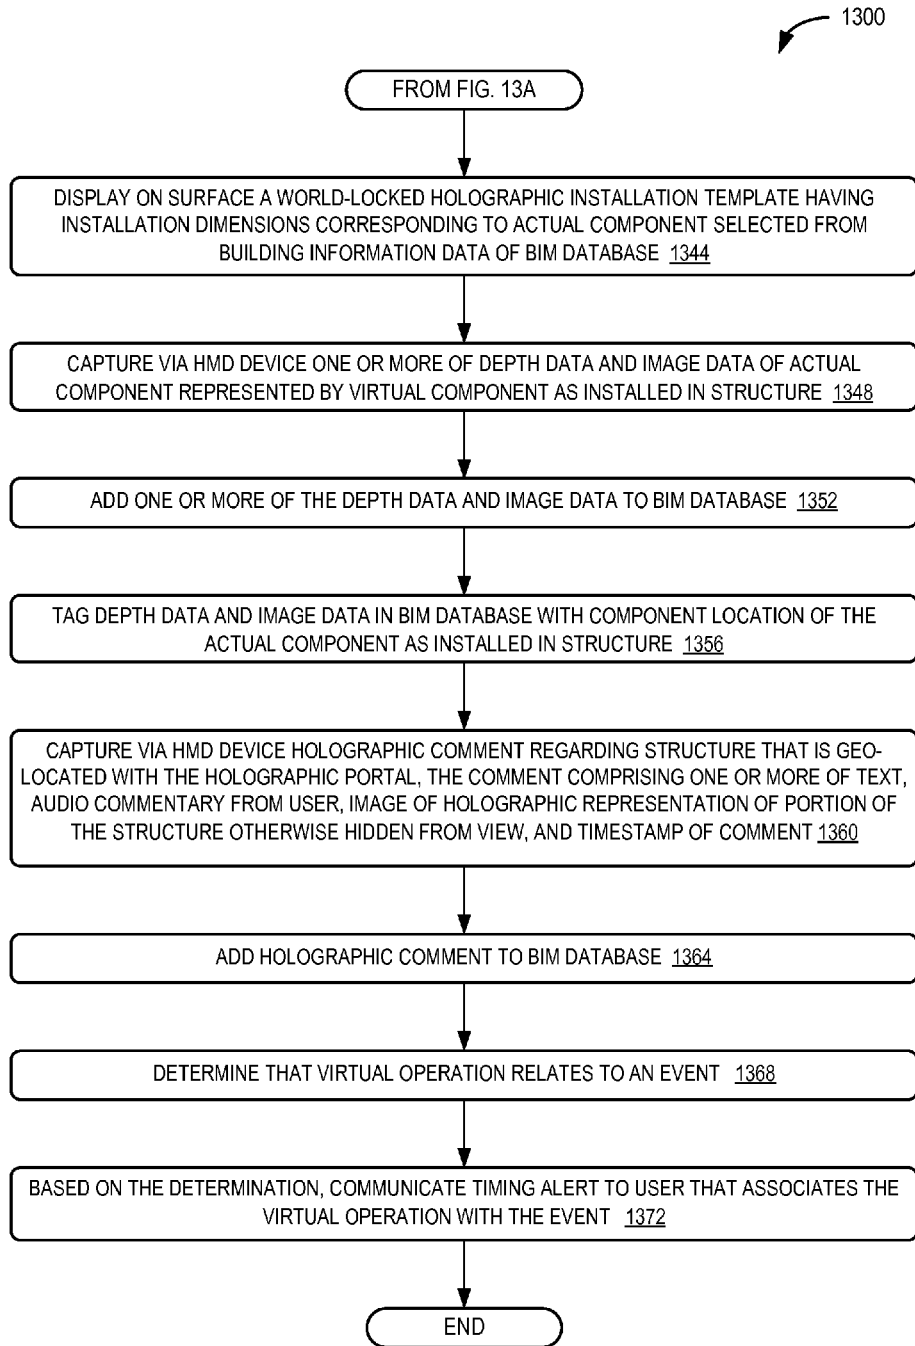 1300
FROM FIG. 13A
DISPLAY ON SURFACE A WORLD-LOCKED HOLOGRAPHIC INSTALLATION TEMPLATE HAVING
INSTALLATION DIMENSIONS CORRESPONDING TO ACTUAL COMPONENT SELECTED FROM
BUILDING INFORMATION DATA OF BIM DATABASE 1344
CAPTURE VIA HMD DEVICE ONE OR MORE OF DEPTH DATA AND IMAGE DATA OF ACTUAL
COMPONENT REPRESENTED BY VIRTUAL COMPONENT AS INSTALLED IN STRUCTURE 1348
ADD ONE OR MORE OF THE DEPTH DATA AND IMAGE DATA TO BIM DATABASE 1352
TAG DEPTH DATA AND IMAGE DATA IN BIM DATABASE WITH COMPONENT LOCATION OF THE
ACTUAL COMPONENT AS INSTALLED IN STRUCTURE 1356
CAPTURE VIA HMD DEVICE HOLOGRAPHIC COMMENT REGARDING STRUCTURE THAT IS GEO-
LOCATED WITH THE HOLOGRAPHIC PORTAL, THE COMMENT COMPRISING ONE OR MORE OF TEXT,
AUDIO COMMENTARY FROM USER, IMAGE OF HOLOGRAPHIC REPRESENTATION OF PORTION OF
THE STRUCTURE OTHERWISE HIDDEN FROM VIEW, AND TIMESTAMP OF COMMENT 1360
ADD HOLOGRAPHIC COMMENT TO BIM DATABASE 1364
DETERMINE THAT VIRTUAL OPERATION RELATES TO AN EVENT 1368
BASED ON THE DETERMINATION, COMMUNICATE TIMING ALERT TO USER THAT ASSOCIATES THE
VIRTUAL OPERATION WITH THE EVENT 1372
END